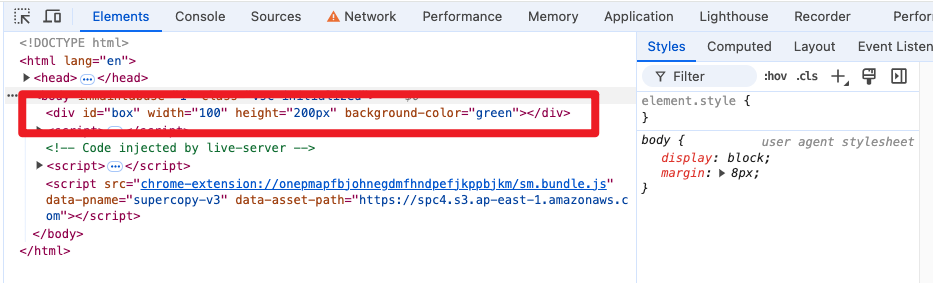 Elements Console Sources Network Performance Memory Application Lighthouse Recorder Perfor
<!DOCTYPE html>
<html lang="en">
<head> ⋯ </head>
<div id="box" width="100" height="200px" background-color="green"></div>
<!-- Code injected by live-server -->
<script> ⋯ </script>
<script src="chrome-extension://onepmapfbjohnegdmfhndpefjkppbjkm/sm.bundle.js"
data-pname="supercopy-v3" data-asset-path="https://spc4.s3.ap-east-1.amazonaws.c
om"></script>
</body>
</html>
Styles Computed Layout Event Listen
Filter :hov .cls
element.style {
}
body { user agent stylesheet
display: block;
margin: 8px;
}